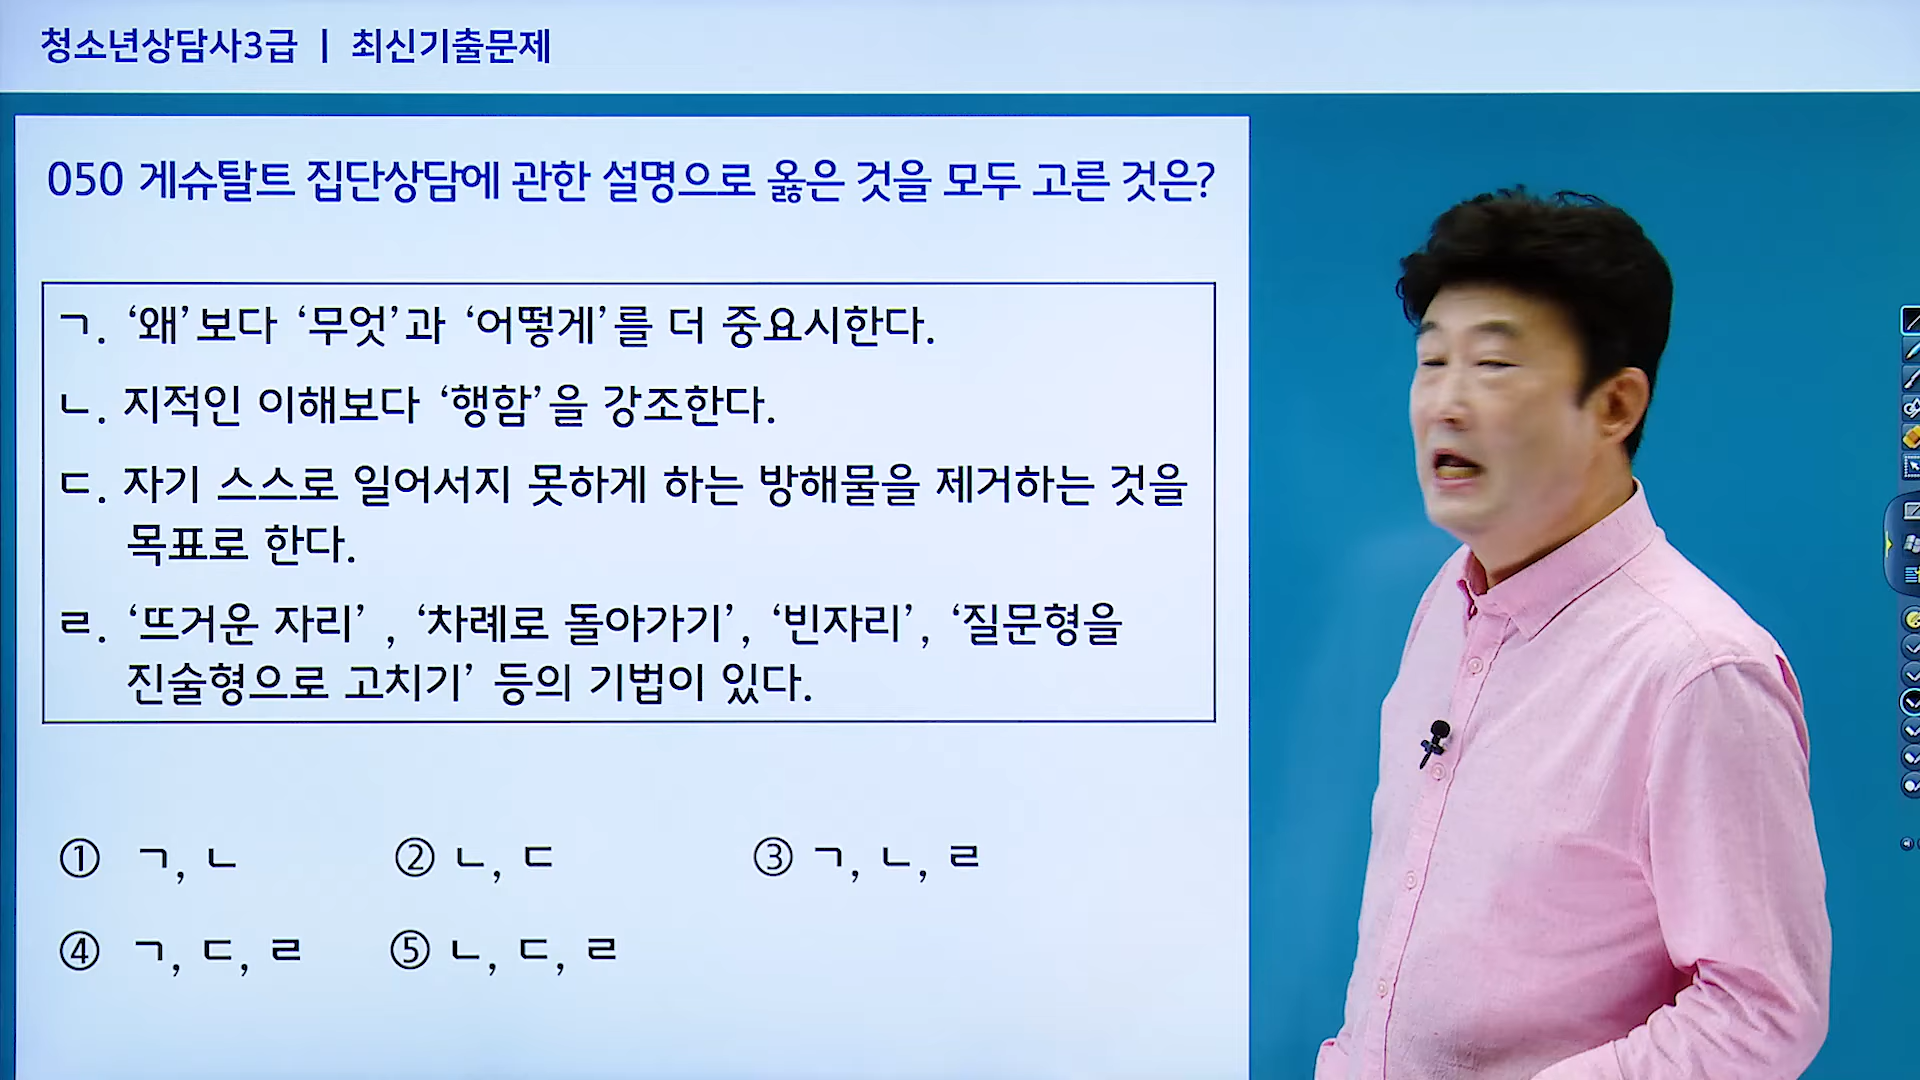 청소년상담사3급 | 최신기출문제
050 게슈탈트 집단상담에 관한 설명으로 옳은 것을 모두 고른 것은?
ㄱ. ‘왜’보다 ‘무엇’과 ‘어떻게’를 더 중요시한다.
ㄴ. 지적인 이해보다 ‘행함’을 강조한다.
ㄷ. 자기 스스로 일어서지 못하게 하는 방해물을 제거하는 것을
목표로 한다.
ㄹ. ‘뜨거운 자리’ , ‘차례로 돌아가기’, ‘빈자리’, ‘질문형을
진술형으로 고치기’ 등의 기법이 있다.
① ㄱ, ㄴ ② ㄴ, ㄷ ③ ㄱ, ㄴ, ㄹ
④ ㄱ, ㄷ, ㄹ ⑤ ㄴ, ㄷ, ㄹ